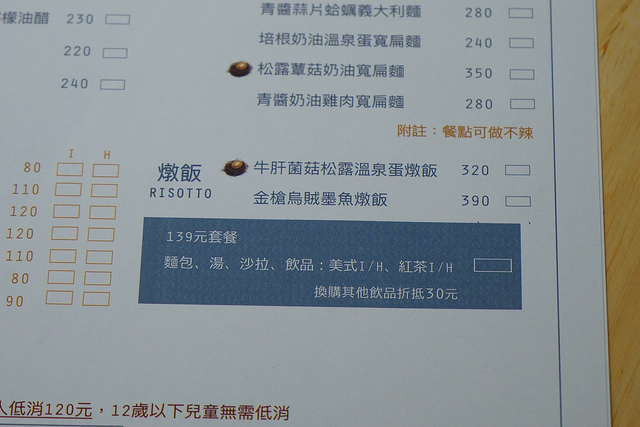 檬油醋 230
220
240
青醬蒜片蛤蠣義大利麵 280
培根奶油溫泉蛋寬扁麵 240
松露蕈菇奶油寬扁麵 350
青醬奶油雞肉寬扁麵 280
附註：餐點可做不辣
I H
80
110
120
120
110
80
90
燉飯
RISOTTO
牛肝菌菇松露溫泉蛋燉飯 320
金槍烏賊墨魚燉飯 390
139元套餐
麵包、湯、沙拉、飲品：美式I/H、紅茶I/H
換購其他飲品折抵30元
人低消120元，12歲以下兒童無需低消